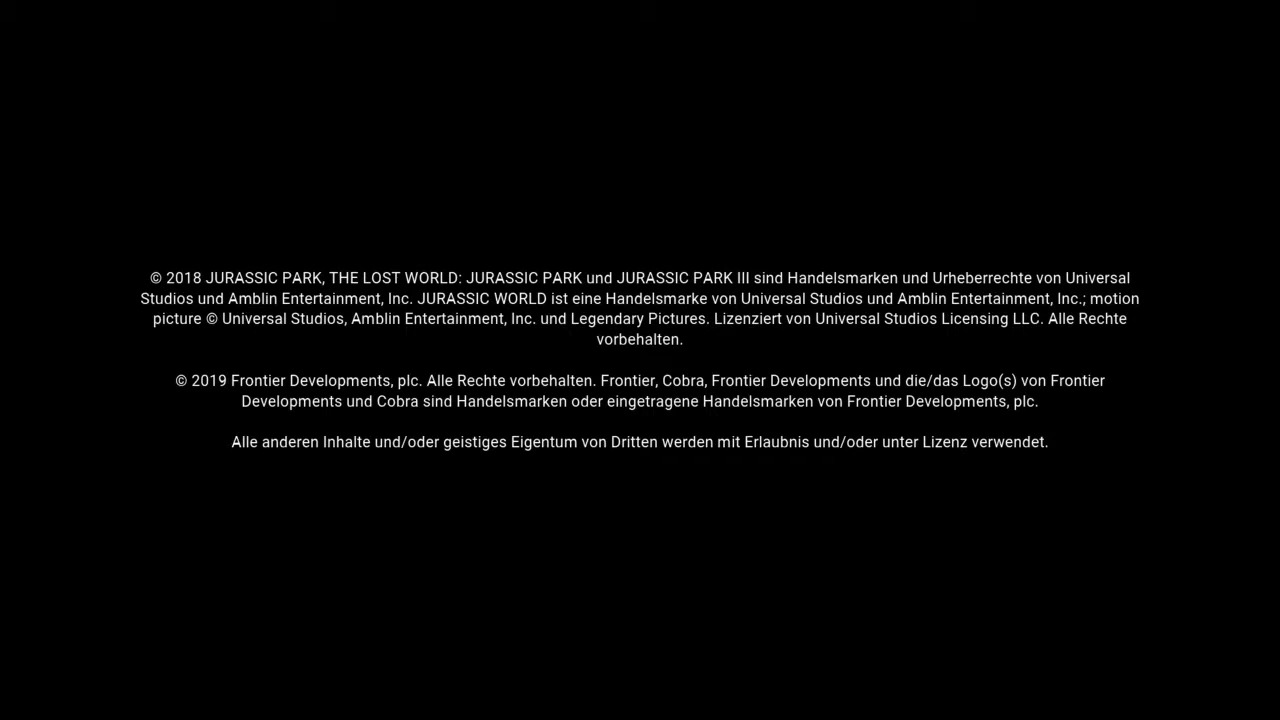 © 2018 JURASSIC PARK, THE LOST WORLD: JURASSIC PARK und JURASSIC PARK III sind Handelsmarken und Urheberrechte von Universal
Studios und Amblin Entertainment, Inc. JURASSIC WORLD ist eine Handelsmarke von Universal Studios und Amblin Entertainment, Inc.; motion
picture © Universal Studios, Amblin Entertainment, Inc. und Legendary Pictures. Lizenziert von Universal Studios Licensing LLC. Alle Rechte
vorbehalten.
© 2019 Frontier Developments, plc. Alle Rechte vorbehalten. Frontier, Cobra, Frontier Developments und die/das Logo(s) von Frontier
Developments und Cobra sind Handelsmarken oder eingetragene Handelsmarken von Frontier Developments, plc.
Alle anderen Inhalte und/oder geistiges Eigentum von Dritten werden mit Erlaubnis und/oder unter Lizenz verwendet.